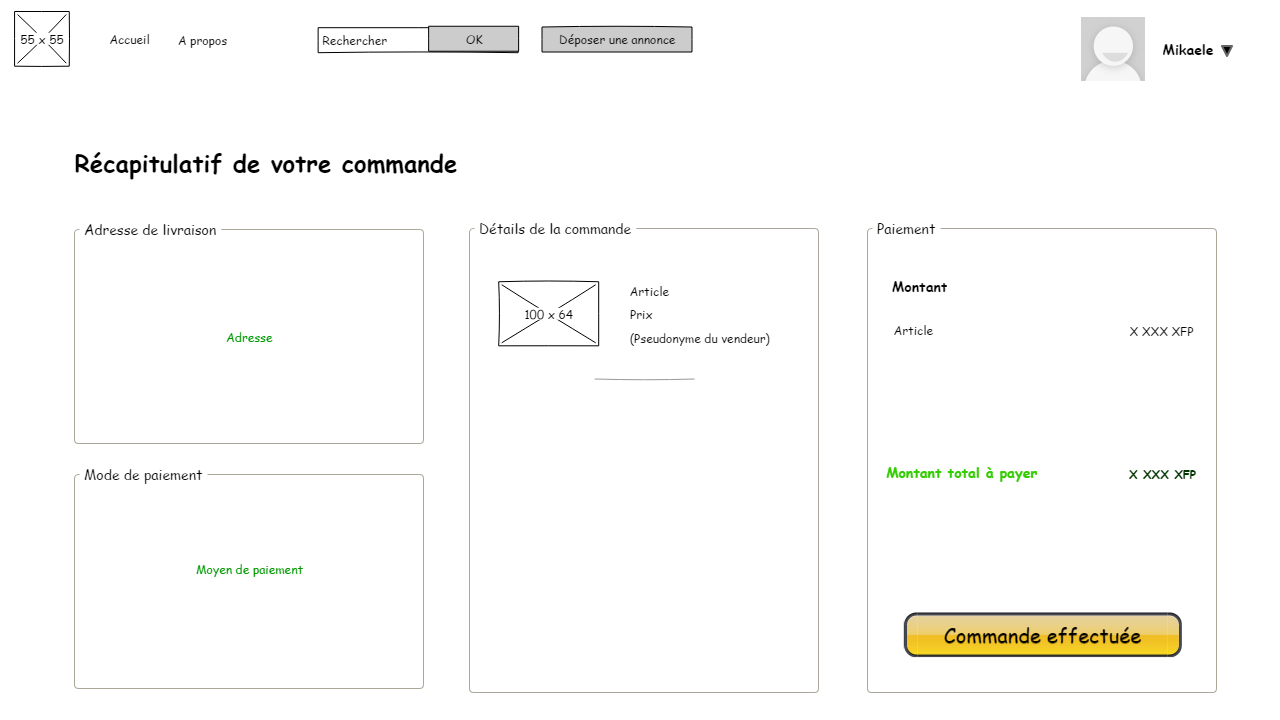 55 x 55
Accueil
A propos
Rechercher
OK
Déposer une annonce
Mikaele
Récapitulatif de votre commande
Adresse de livraison
Adresse
Mode de paiement
Moyen de paiement
Détails de la commande
100 x 64
Article
Prix
(Pseudonyme du vendeur)
Paiement
Montant
Article
X XXX XFP
Montant total à payer
X XXX XFP
Commande effectuée